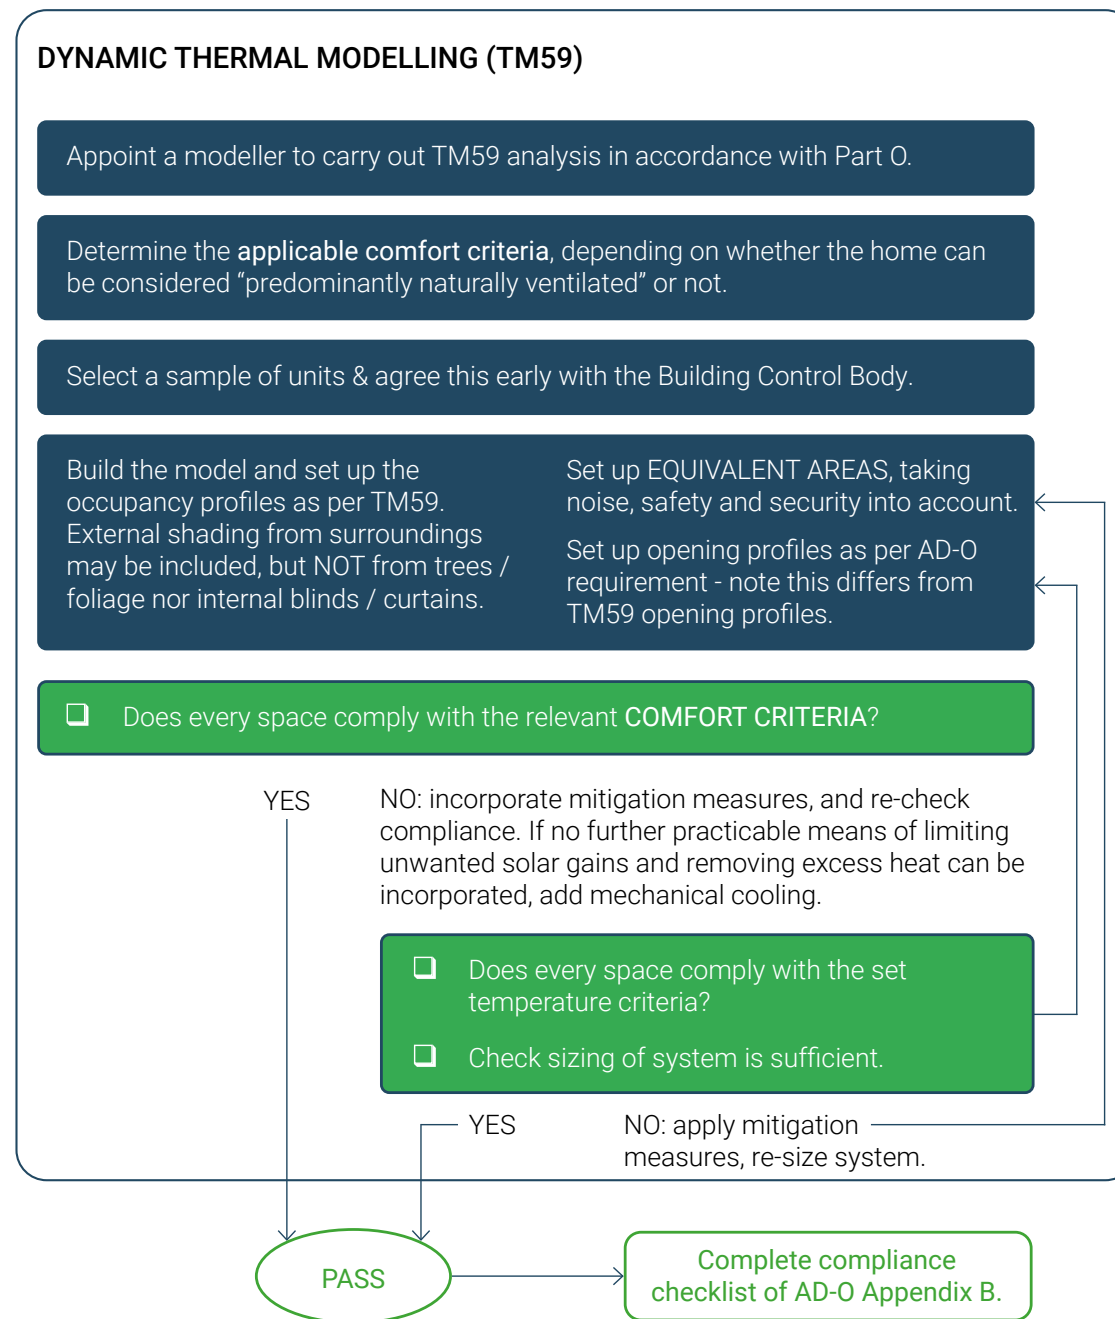 DYNAMIC THERMAL MODELLING (TM59)
Appoint a modeller to carry out TM59 analysis in accordance with Part O.
Determine the applicable comfort criteria, depending on whether the home can
be considered “predominantly naturally ventilated” or not.
Select a sample of units & agree this early with the Building Control Body.
Build the model and set up the
occupancy profiles as per TM59.
External shading from surroundings
may be included, but NOT from trees /
foliage nor internal blinds / curtains.
Set up EQUIVALENT AREAS, taking
noise, safety and security into account.
Set up opening profiles as per AD-O
requirement - note this differs from
TM59 opening profiles.
Does every space comply with the relevant COMFORT CRITERIA?
YES
NO: incorporate mitigation measures, and re-check
compliance. If no further practicable means of limiting
unwanted solar gains and removing excess heat can be
incorporated, add mechanical cooling.
Does every space comply with the set
temperature criteria?
Check sizing of system is sufficient.
YES
NO: apply mitigation
measures, re-size system.
PASS
Complete compliance
checklist of AD-O Appendix B.